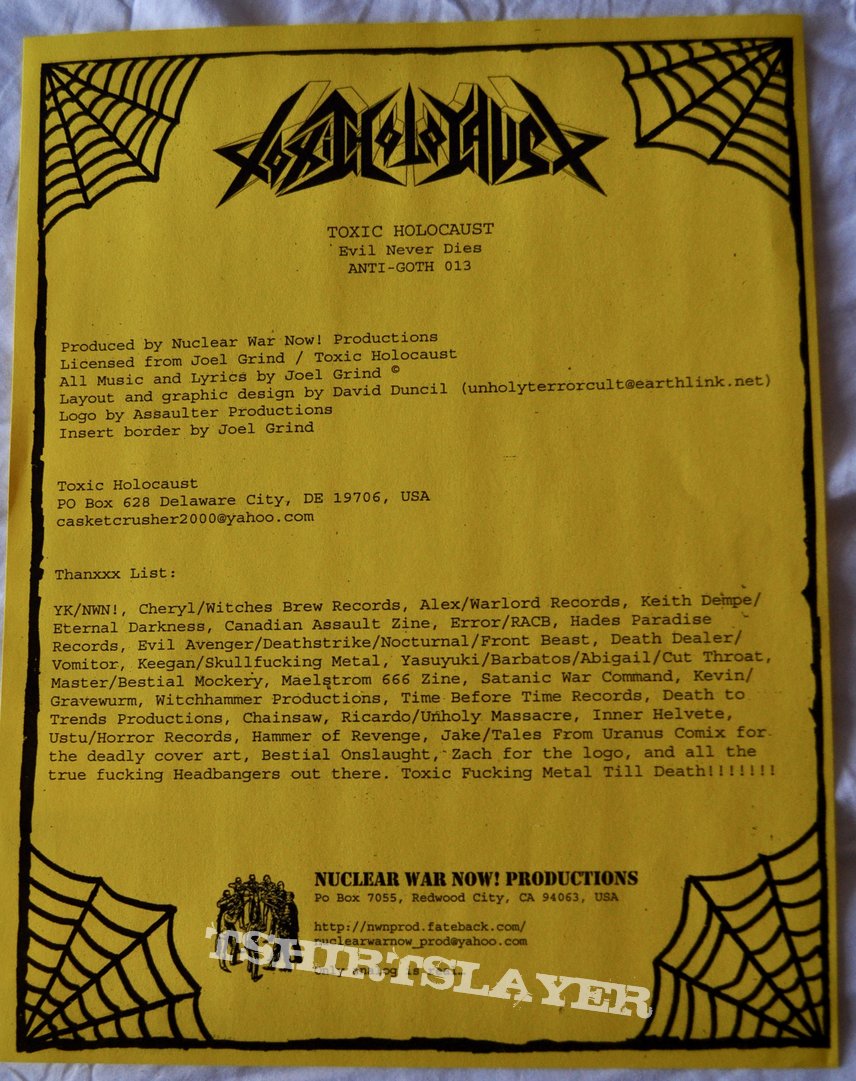 TOXIC HOLOCAUST
TOXIC HOLOCAUST
Evil Never Dies
ANTI-GOTH 013
Produced by Nuclear War Now! Productions
Licensed from Joel Grind / Toxic Holocaust
All Music and Lyrics by Joel Grind ©
Layout and graphic design by David Duncil (unholyterrorcult@earthlink.net)
Logo by Assaulter Productions
Insert border by Joel Grind
Toxic Holocaust
PO Box 628 Delaware City, DE 19706, USA
casketcrusher2000@yahoo.com
Thanxxx List:
YK/NWN!, Cheryl/Witches Brew Records, Alex/Warlord Records, Keith Dempe/
Eternal Darkness, Canadian Assault Zine, Error/RACB, Hades Paradise
Records, Evil Avenger/Deathstrike/Nocturnal/Front Beast, Death Dealer/
Vomitor, Keegan/Skullfucking Metal, Yasuyuki/Barbatos/Abigail/Cut Throat,
Master/Bestial Mockery, Maelstrom 666 Zine, Satanic War Command, Kevin/
Gravewurm, Witchhammer Productions, Time Before Time Records, Death to
Trends Productions, Chainsaw, Ricardo/Unholy Massacre, Inner Helvete,
Ustu/Horror Records, Hammer of Revenge, Jake/Tales From Uranus Comix for
the deadly cover art, Bestial Onslaught, Zach for the logo, and all the
true fucking Headbangers out there. Toxic Fucking Metal Till Death!!!!!!!
NUCLEAR WAR NOW! PRODUCTIONS
Po Box 7055, Redwood City, CA 94063, USA
http://nwnprod.fateback.com/
nuclearwarnow_prod@yahoo.com
only analog is
TSHIRTSLAYER